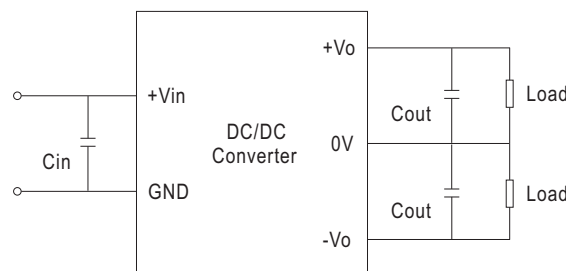 +Vo
+Vin
Cin
GND
DC/DC
Converter
0V
-Vo
Cout
Load
Cout
Load